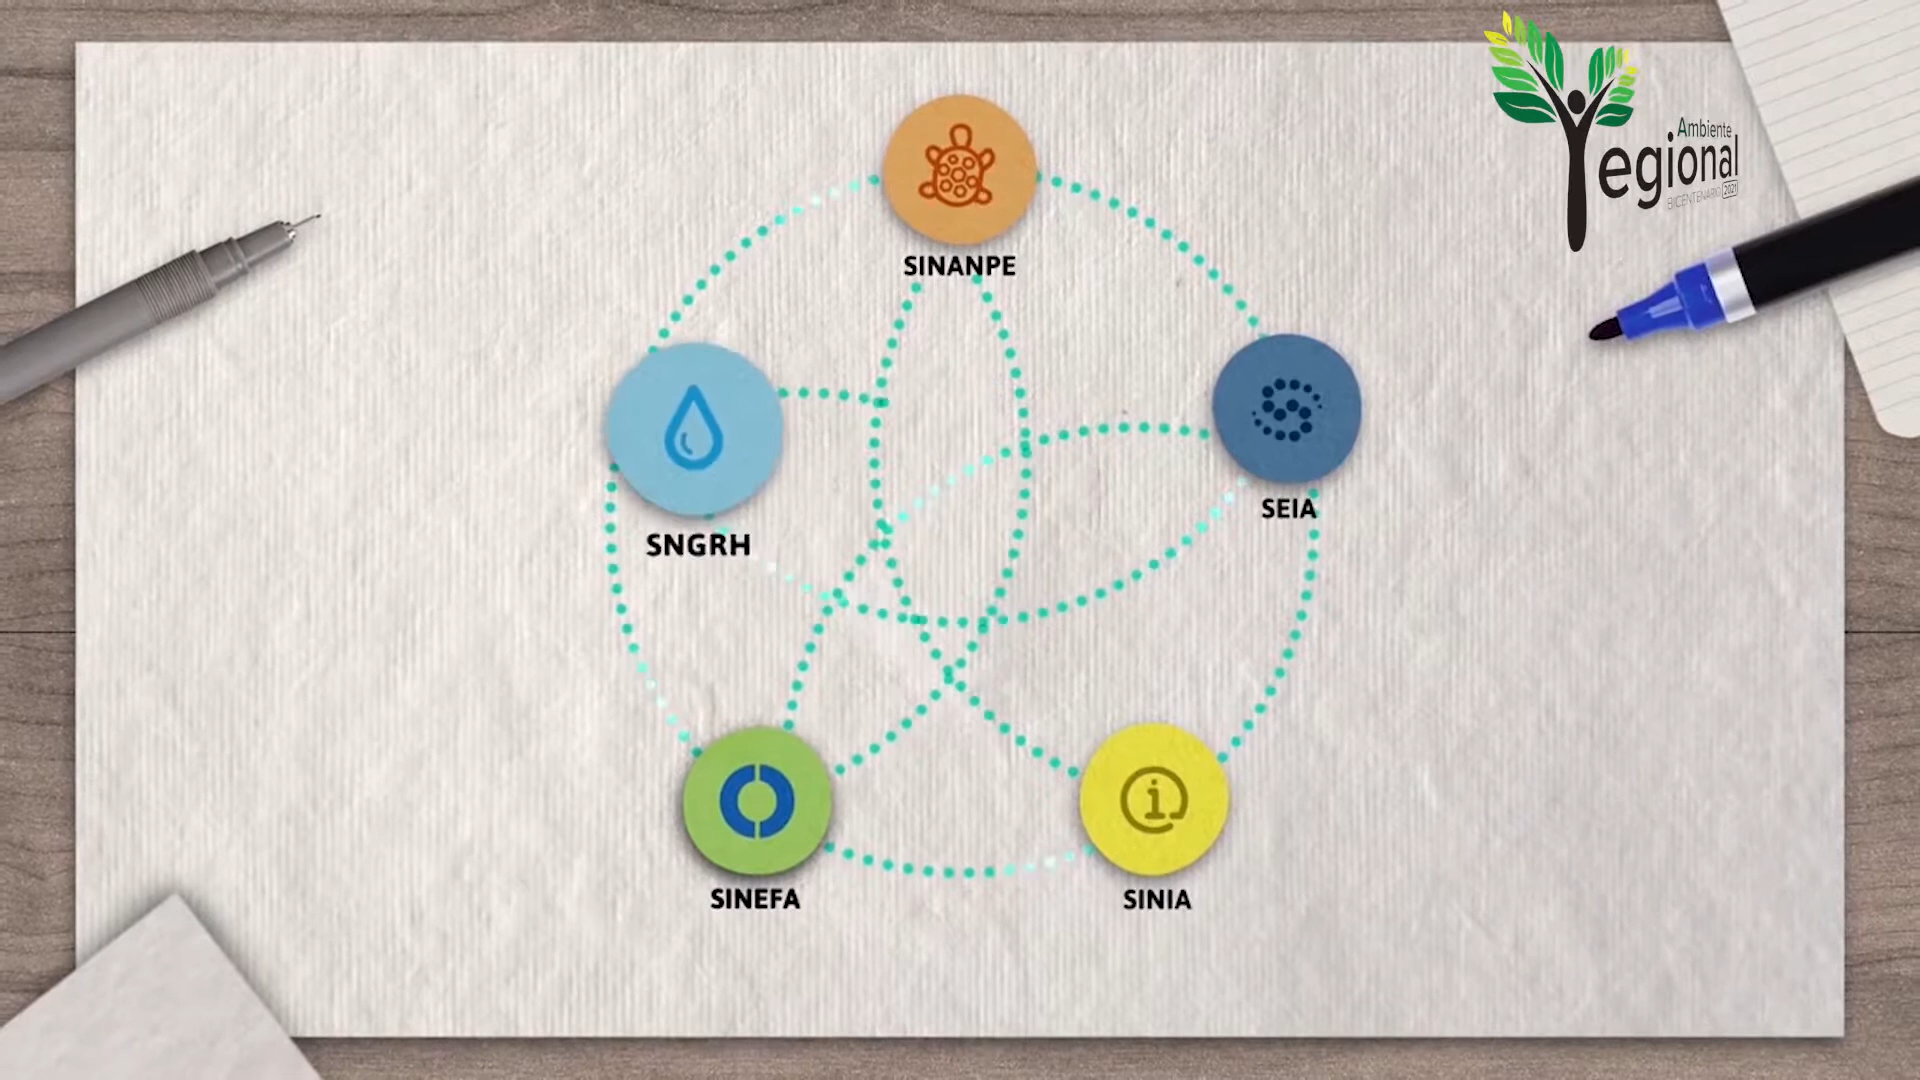 Ambiente
egional
BICENTENARIO 2021
SINANPE
SEIA
SNGRH
SINEFA
SINIA